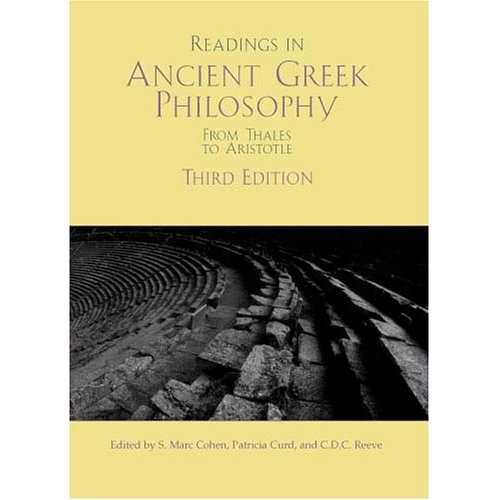 Readings in
Ancient Greek
Philosophy
From Thales
to Aristotle
Third Edition
Edited by S. Marc Cohen, Patricia Curd, and C.D.C. Reeve